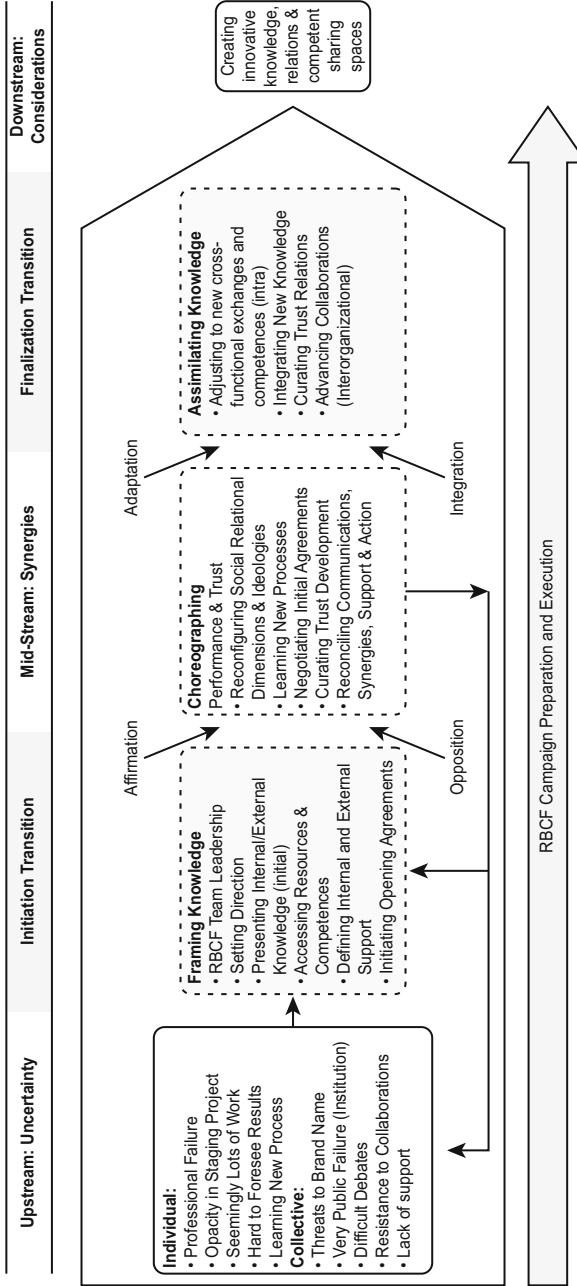 Upstream: Uncertainty
Initiation Transition
Mid-Stream: Synergies
Finalization Transition
Downstream:
Considerations
Individual:
• Professional Failure
• Opacity in Staging Project
• Seemingly Lots of Work
• Hard to Foresee Results
• Learning New Process
Collective:
• Threats to Brand Name
• Very Public Failure (Institution)
• Difficult Debates
• Resistance to Collaborations
• Lack of support
Framing Knowledge
• RBCF Team Leadership
• Setting Direction
• Presenting Internal/External
Knowledge (initial)
• Accessing Resources &
Competences
• Defining Internal and External
Support
• Initiating Opening Agreements
Affirmation
Opposition
Choreographing
Performance & Trust
• Reconfiguring Social Relational
Dimensions & Ideologies
• Learning New Processes
• Negotiating Initial Agreements
• Curating Trust Development
• Reconciling Communications,
Synergies, Support & Action
Adaptation
Integration
Assimilating Knowledge
• Adjusting to new cross-
functional exchanges and
competences (intra)
• Integrating New Knowledge
• Curating Trust Relations
• Advancing Collaborations
(Interorganizational)
Creating
innovative
knowledge,
relations &
competent
sharing
spaces
RBCF Campaign Preparation and Execution